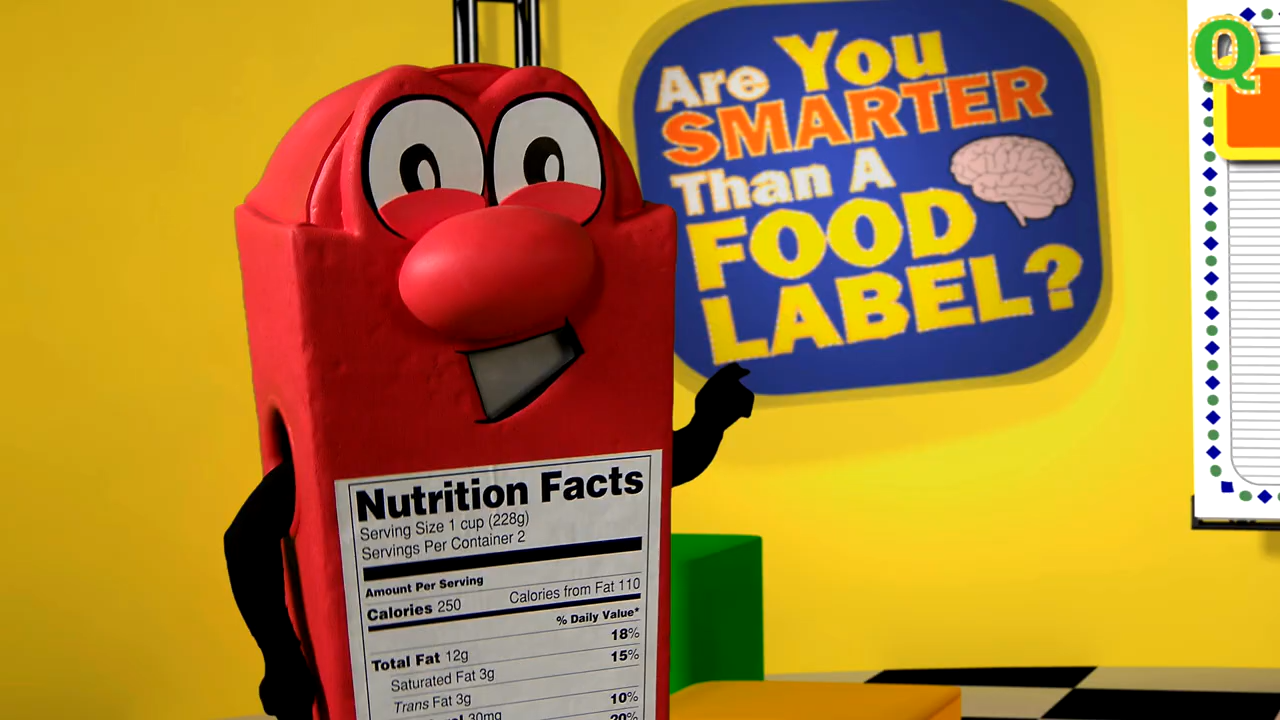 Are You
SMARTER
Than A
FOOD
LABEL?
Q
Nutrition Facts
Serving Size 1 cup (228g)
Servings Per Container 2
Amount Per Serving
Calories 250 Calories from Fat 110
% Daily Value*
Total Fat 12g 18%
Saturated Fat 3g 15%
Trans Fat 3g
30mg 10%
20%